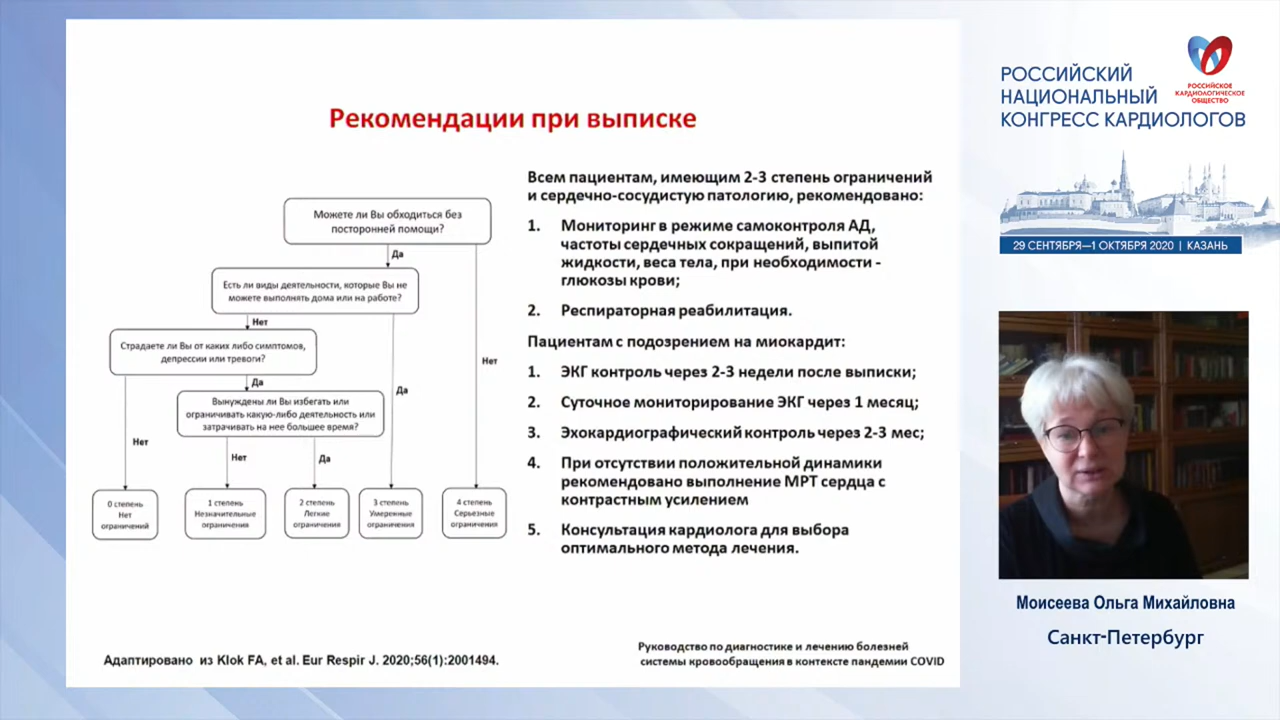 Рекомендации при выписке
Можете ли Вы обходиться без
посторонней помощи?
Да
Есть ли виды деятельности, которые Вы не
можете выполнять дома или на работе?
Нет
Страдаете ли Вы от каких либо симптомов,
депрессии или тревоги?
Нет
Да
Да
Вынуждены ли Вы избегать или
ограничивать какую-либо деятельность или
затрачивать на нее большее время?
Нет
Нет
Да
0 степень
Нет
ограничений
1 степень
Незначительные
ограничения
2 степень
Легкие
ограничения
3 степень
Умеренные
ограничения
4 степень
Серьезные
ограничения
Всем пациентам, имеющим 2-3 степень ограничений
и сердечно-сосудистую патологию, рекомендовано:
1. Мониторинг в режиме самоконтроля АД,
частоты сердечных сокращений, выпитой
жидкости, веса тела, при необходимости -
глюкозы крови;
2. Респираторная реабилитация.
Пациентам с подозрением на миокардит:
1. ЭКГ контроль через 2-3 недели после выписки;
2. Суточное мониторирование ЭКГ через 1 месяц;
3. Эхокардиографический контроль через 2-3 мес;
4. При отсутствии положительной динамики
рекомендовано выполнение МРТ сердца с
контрастным усилением
5. Консультация кардиолога для выбора
оптимального метода лечения.
Адаптировано из Klok FA, et al. Eur Respir J. 2020;56(1):2001494.
Руководство по диагностике и лечению болезней
системы кровообращения в контексте пандемии COVID
РОССИЙСКИЙ
НАЦИОНАЛЬНЫЙ
КОНГРЕСС КАРДИОЛОГОВ
РОССИЙСКОЕ
КАРДИОЛОГИЧЕСКОЕ
ОБЩЕСТВО
29 СЕНТЯБРЯ—1 ОКТЯБРЯ 2020 | КАЗАНЬ
Моисеева Ольга Михайловна
Санкт-Петербург